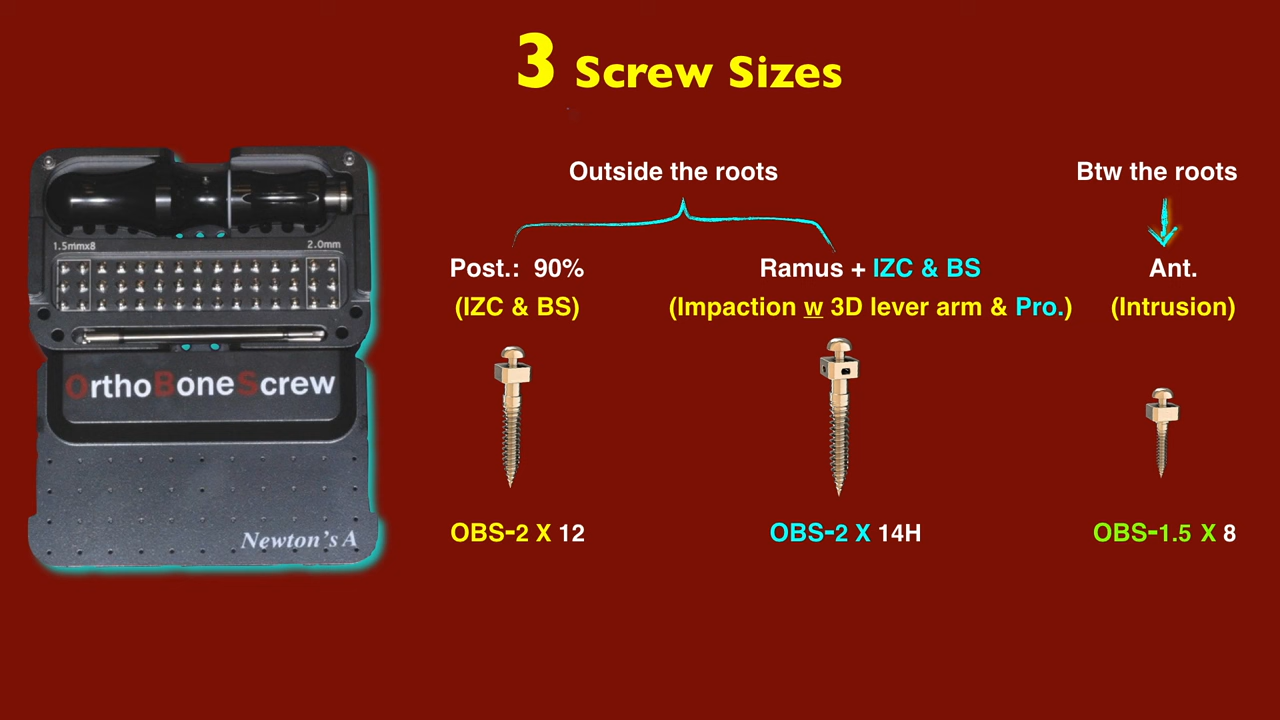 3 Screw Sizes
Outside the roots
Btw the roots
Post.: 90%
(IZC & BS)
Ramus + IZC & BS
(Impaction w 3D lever arm & Pro.)
Ant.
(Intrusion)
OBS-2 X 12
OBS-2 X 14H
OBS-1.5 X 8
1.5mmx8
2.0mm
OrthoBoneScrew
Newton's A